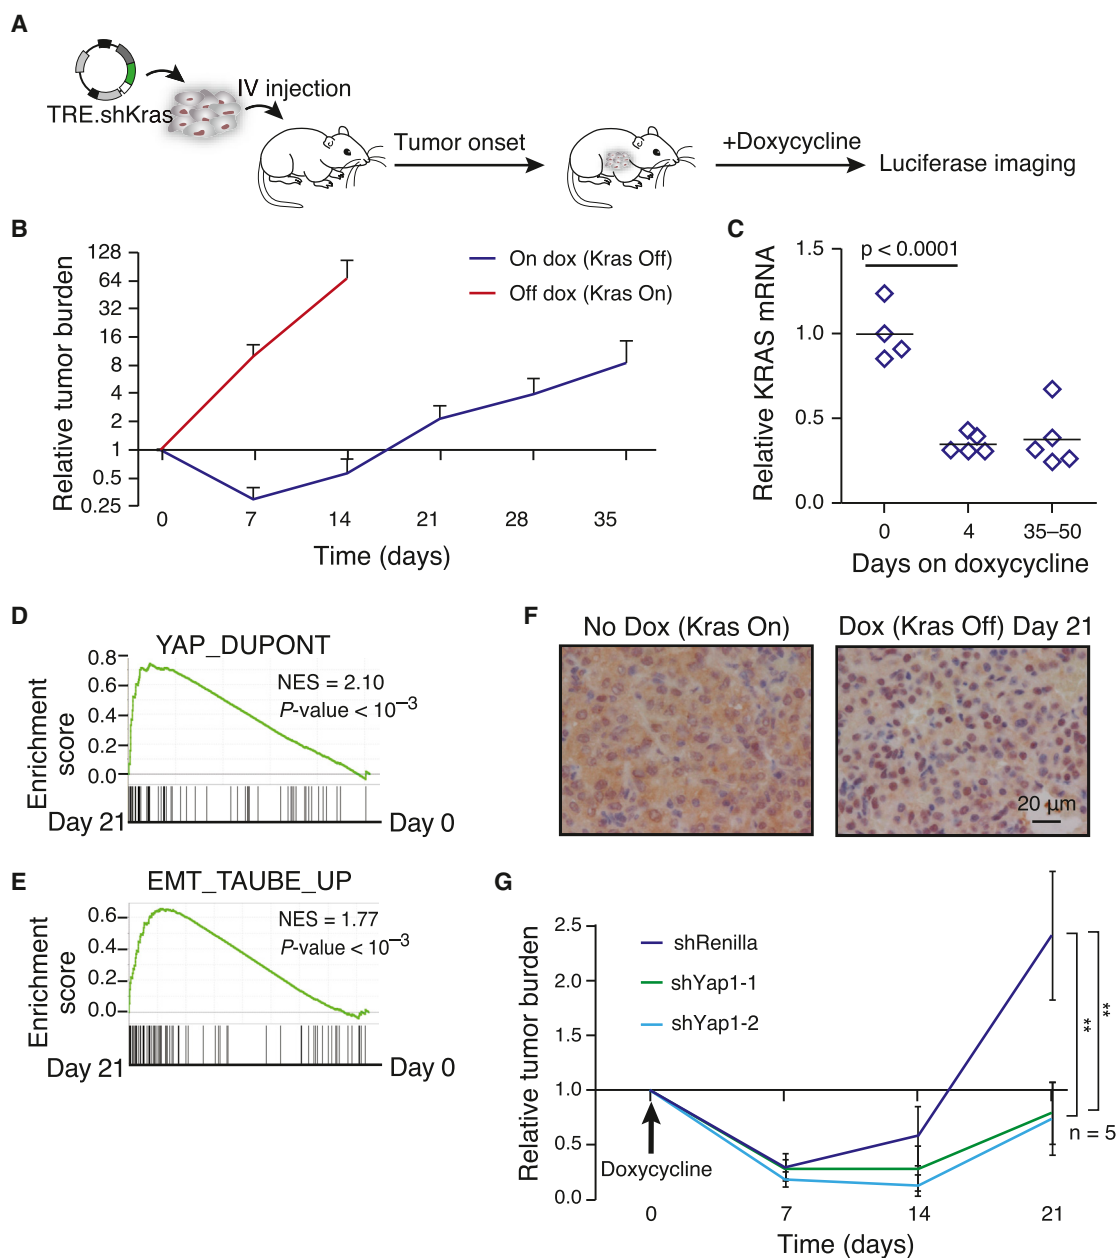 A
TRE.shKras
IV injection
Tumor onset
+Doxycycline
Luciferase imaging
B
Relative tumor burden
128
64
32
16
8
4
2
1
0.5
0.25
On dox (Kras Off)
Off dox (Kras On)
0 7 14 21 28 35
Time (days)
C
Relative KRAS mRNA
1.5
1.0
0.5
0.0
p < 0.0001
0 4 35–50
Days on doxycycline
D
YAP_DUPONT
Enrichment
score
0.8
0.6
0.4
0.2
0.0
NES = 2.10
P-value < 10⁻³
Day 21 Day 0
E
EMT_TAUBE_UP
Enrichment
score
0.6
0.4
0.2
0.0
NES = 1.77
P-value < 10⁻³
Day 21 Day 0
F
No Dox (Kras On)
Dox (Kras Off) Day 21
20 µm
G
Relative tumor burden
2.5
2.0
1.5
1.0
0.5
0.0
shRenilla
shYap1-1
shYap1-2
Doxycycline
**
**
n = 5
0 7 14 21
Time (days)